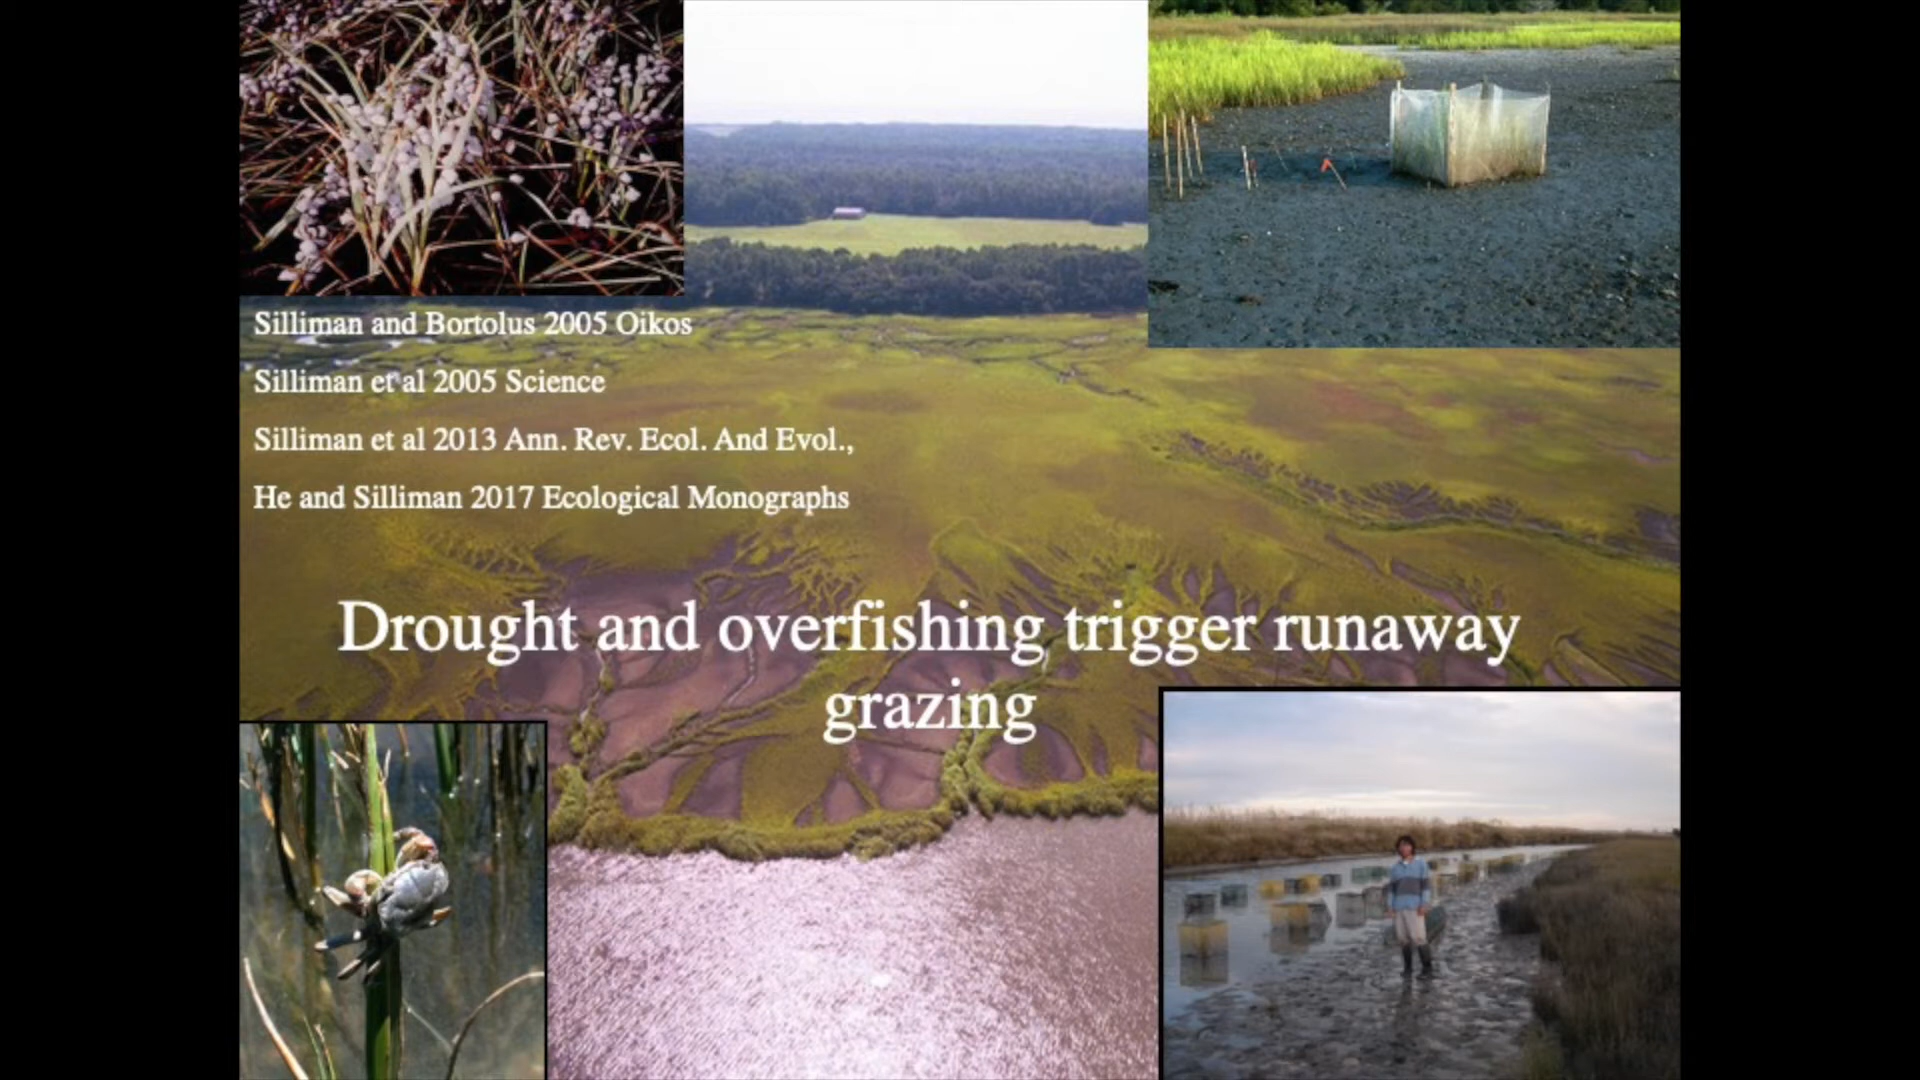 Silliman and Bortolus 2005 Oikos
Silliman et al 2005 Science
Silliman et al 2013 Ann. Rev. Ecol. And Evol.,
He and Silliman 2017 Ecological Monographs
Drought and overfishing trigger runaway
grazing